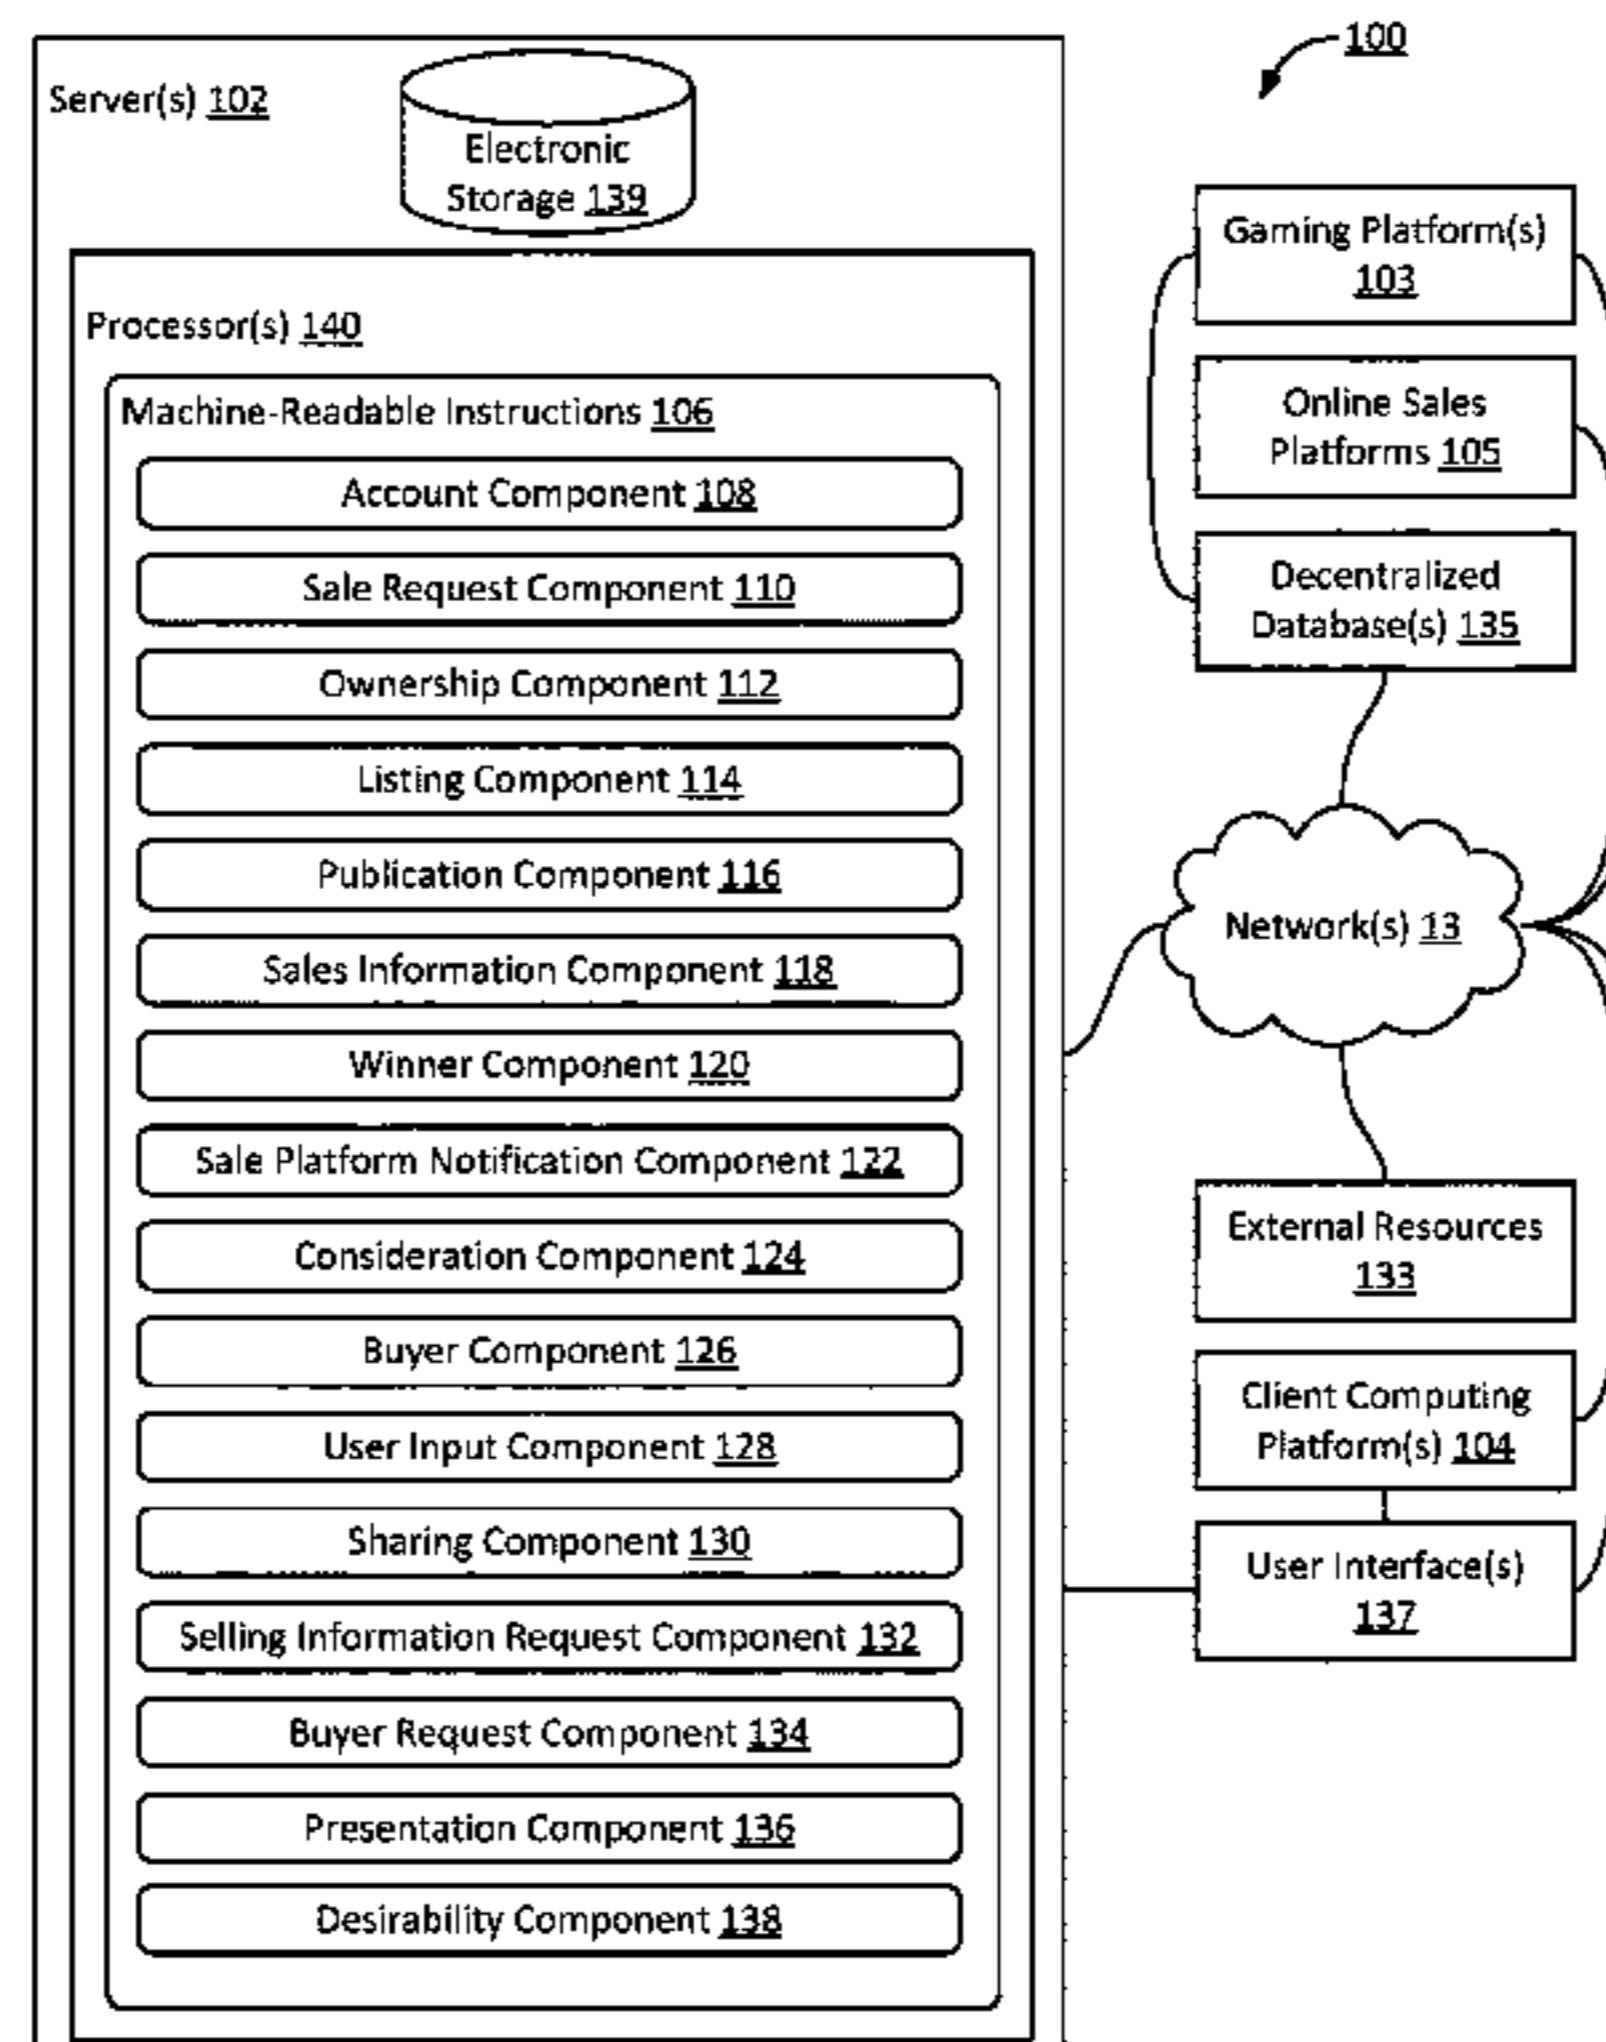 100
Server(s) 102
Electronic
Storage 139
Processor(s) 140
Machine-Readable Instructions 106
Account Component 108
Sale Request Component 110
Ownership Component 112
Listing Component 114
Publication Component 116
Sales Information Component 118
Winner Component 120
Sale Platform Notification Component 122
Consideration Component 124
Buyer Component 126
User Input Component 128
Sharing Component 130
Selling Information Request Component 132
Buyer Request Component 134
Presentation Component 136
Desirability Component 138
Gaming Platform(s)
103
Online Sales
Platforms 105
Decentralized
Database(s) 135
Network(s) 13
External Resources
133
Client Computing
Platform(s) 104
User Interface(s)
137